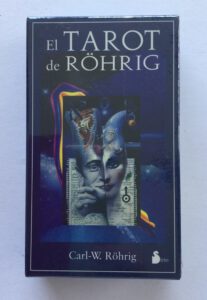 El TAROT
de RÖHRIG
Carl-W. Röhrig